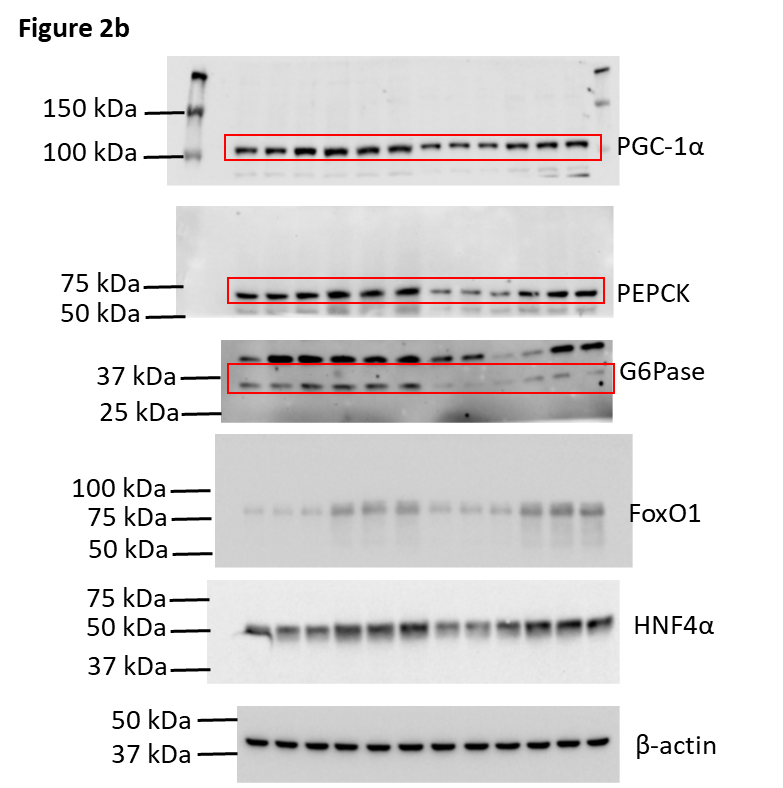 Figure 2b
150 kDa
100 kDa
PGC-1α
75 kDa
50 kDa
PEPCK
37 kDa
25 kDa
G6Pase
100 kDa
75 kDa
50 kDa
FoxO1
75 kDa
50 kDa
37 kDa
HNF4α
50 kDa
37 kDa
β-actin